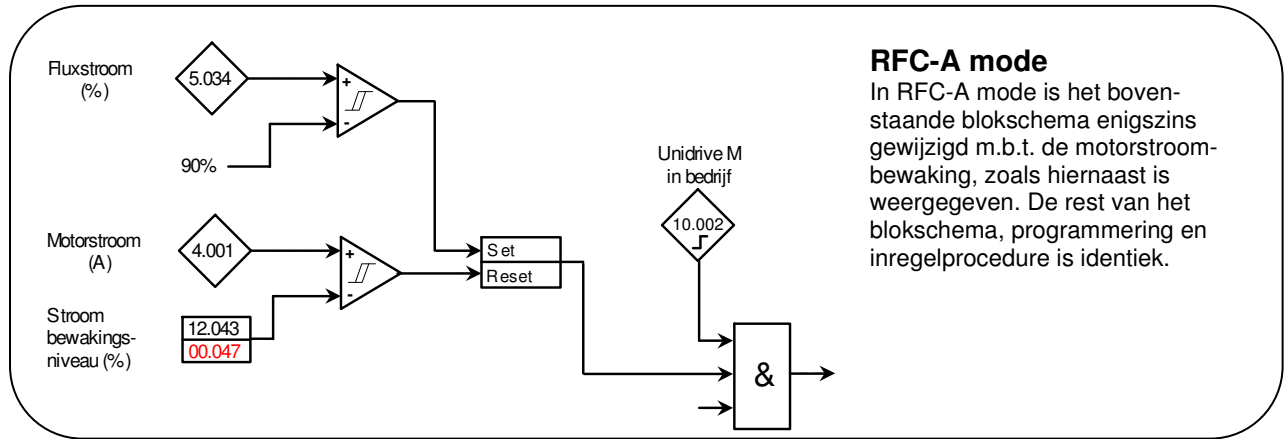 RFC-A mode
In RFC-A mode is het boven-
staande blokschema enigszins
gewijzigd m.b.t. de motorstroom-
bewaking, zoals hiernaast is
weergegeven. De rest van het
blokschema, programmering en
inregelprocedure is identiek.
Fluxstroom
(%)
5.034
+
-
90%
Unidrive M
in bedrijf
10.002
Motorstroom
(A)
4.001
+
-
Set
Reset
Stroom
bewakings-
niveau (%)
12.043
00.047
&